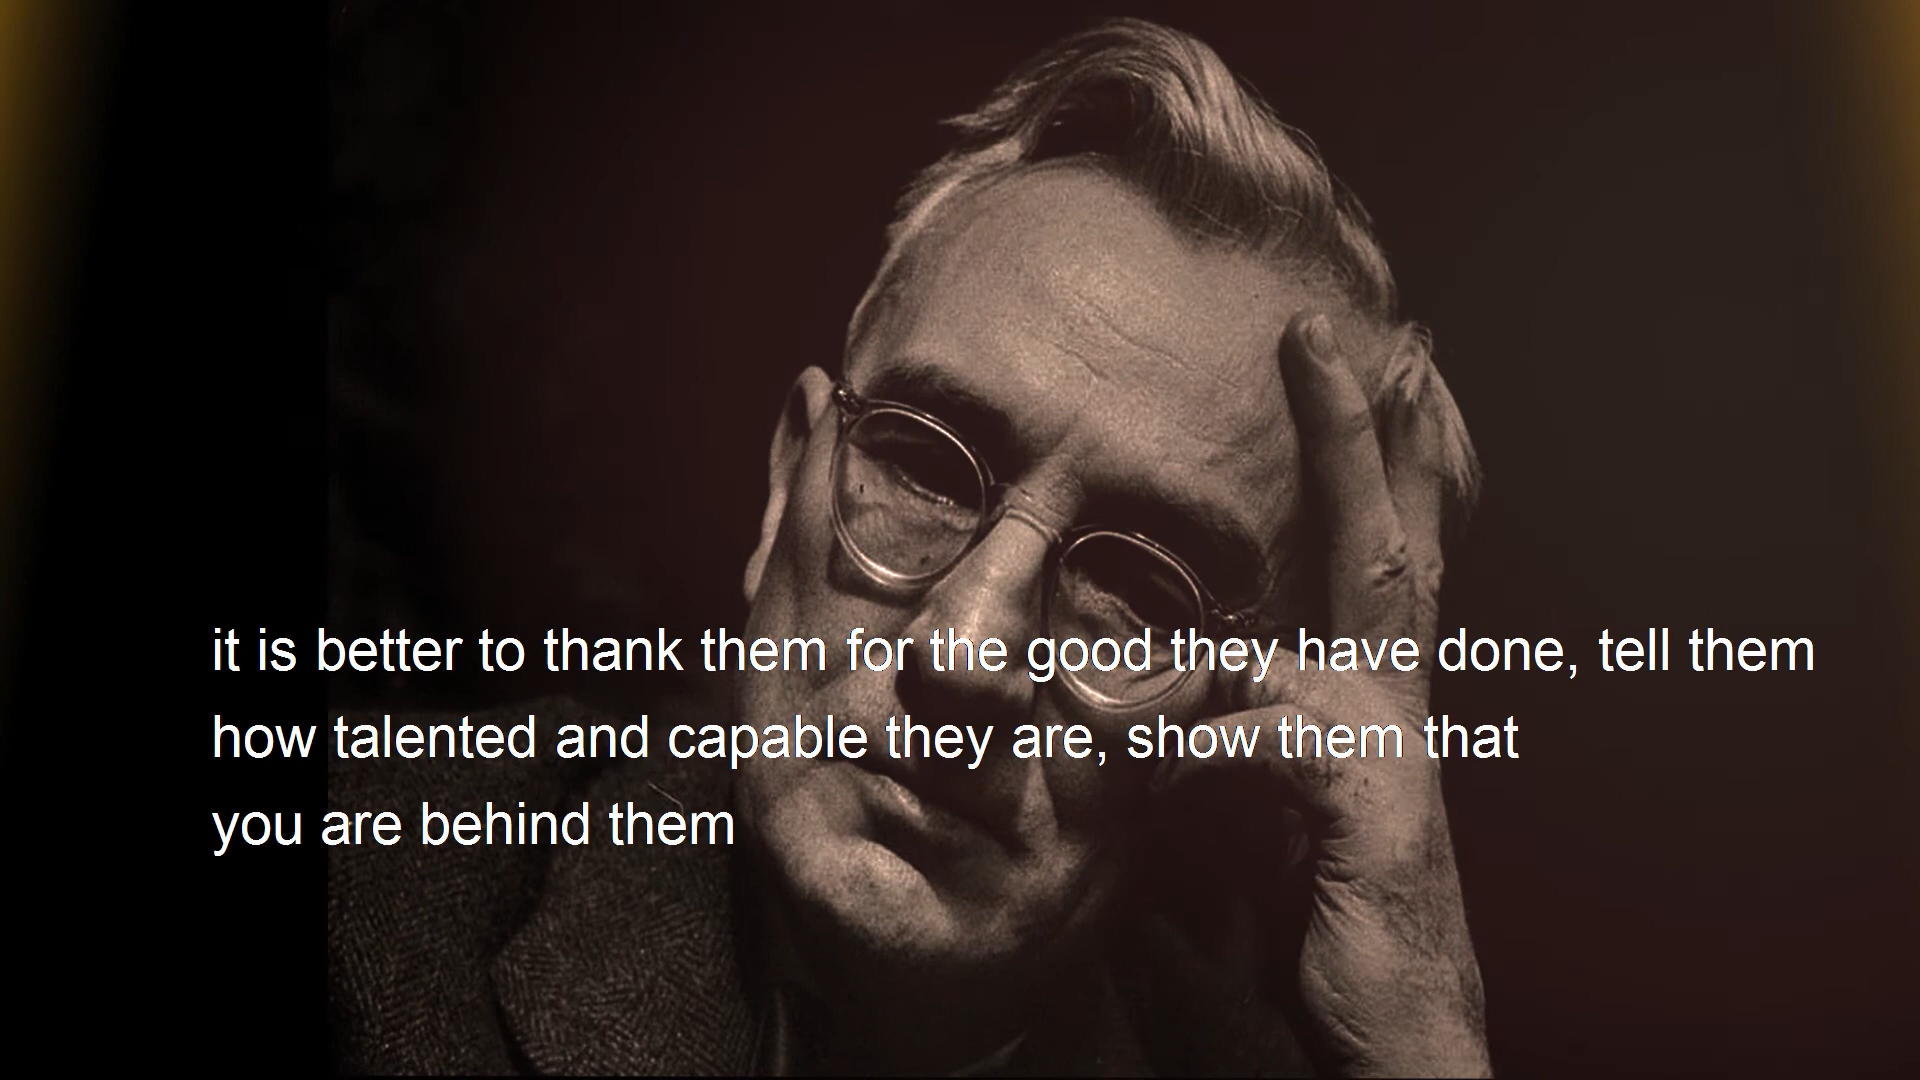 it is better to thank them for the good they have done, tell them
how talented and capable they are, show them that
you are behind them